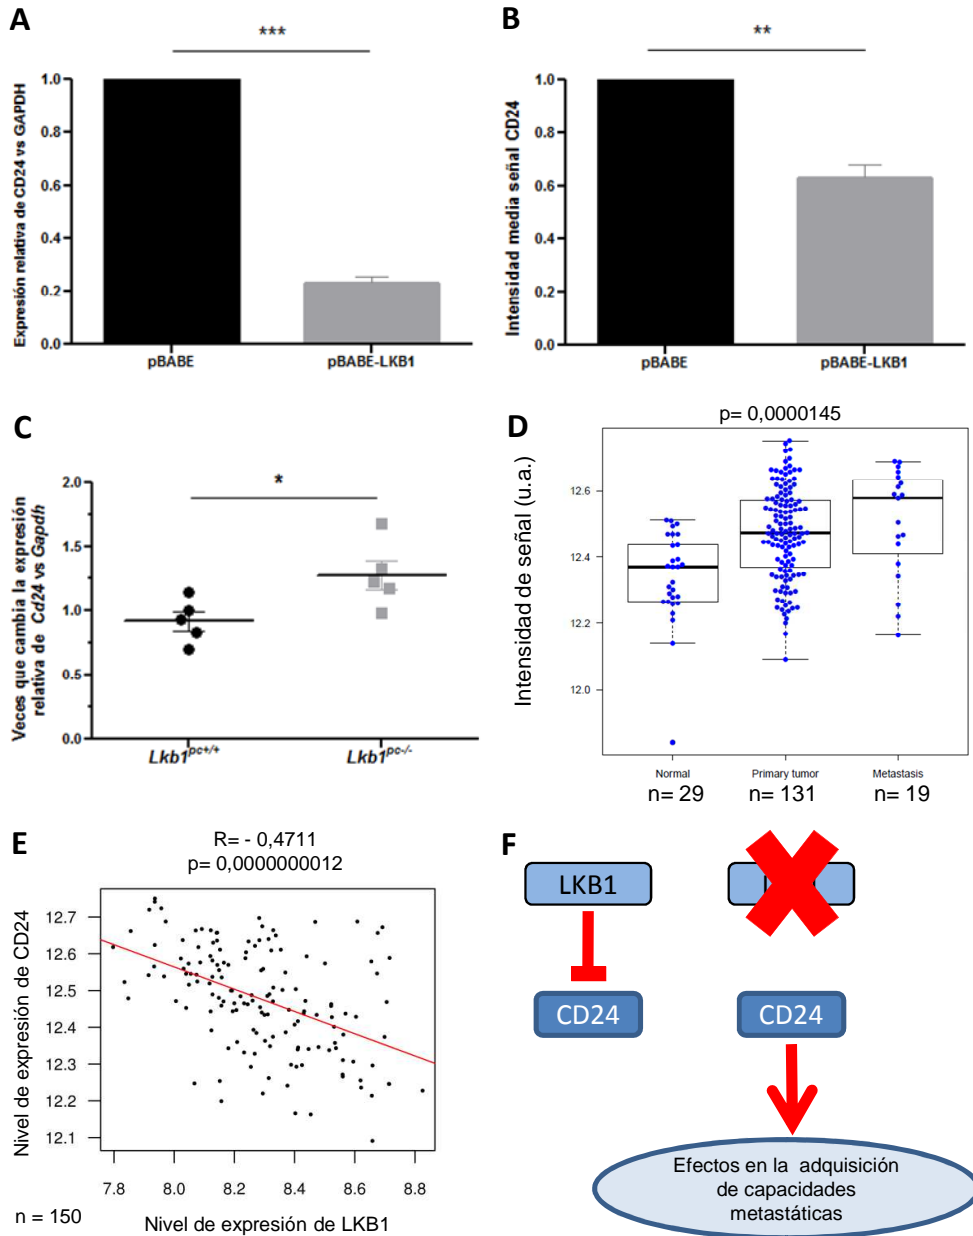 A
***
Expresión relativa de CD24 vs GAPDH
1.0
0.8
0.6
0.4
0.2
0.0
pBABE
pBABE-LKB1
B
**
Intensidad media señal CD24
1.0
0.8
0.6
0.4
0.2
0.0
pBABE
pBABE-LKB1
C
*
Veces que cambia la expresión
relativa de Cd24 vs Gapdh
2.0
1.5
1.0
0.5
0.0
Lkb1pc+/+
Lkb1pc-/-
D
p= 0,0000145
Intensidad de señal (u.a.)
12.6
12.4
12.2
12.0
Normal
Primary tumor
Metastasis
n= 29
n= 131
n= 19
E
R= - 0,4711
p= 0,0000000012
Nivel de expresión de CD24
12.7
12.6
12.5
12.4
12.3
12.2
12.1
7.8
8.0
8.2
8.4
8.6
8.8
n = 150
Nivel de expresión de LKB1
F
LKB1
CD24
CD24
Efectos en la adquisición
de capacidades
metastáticas